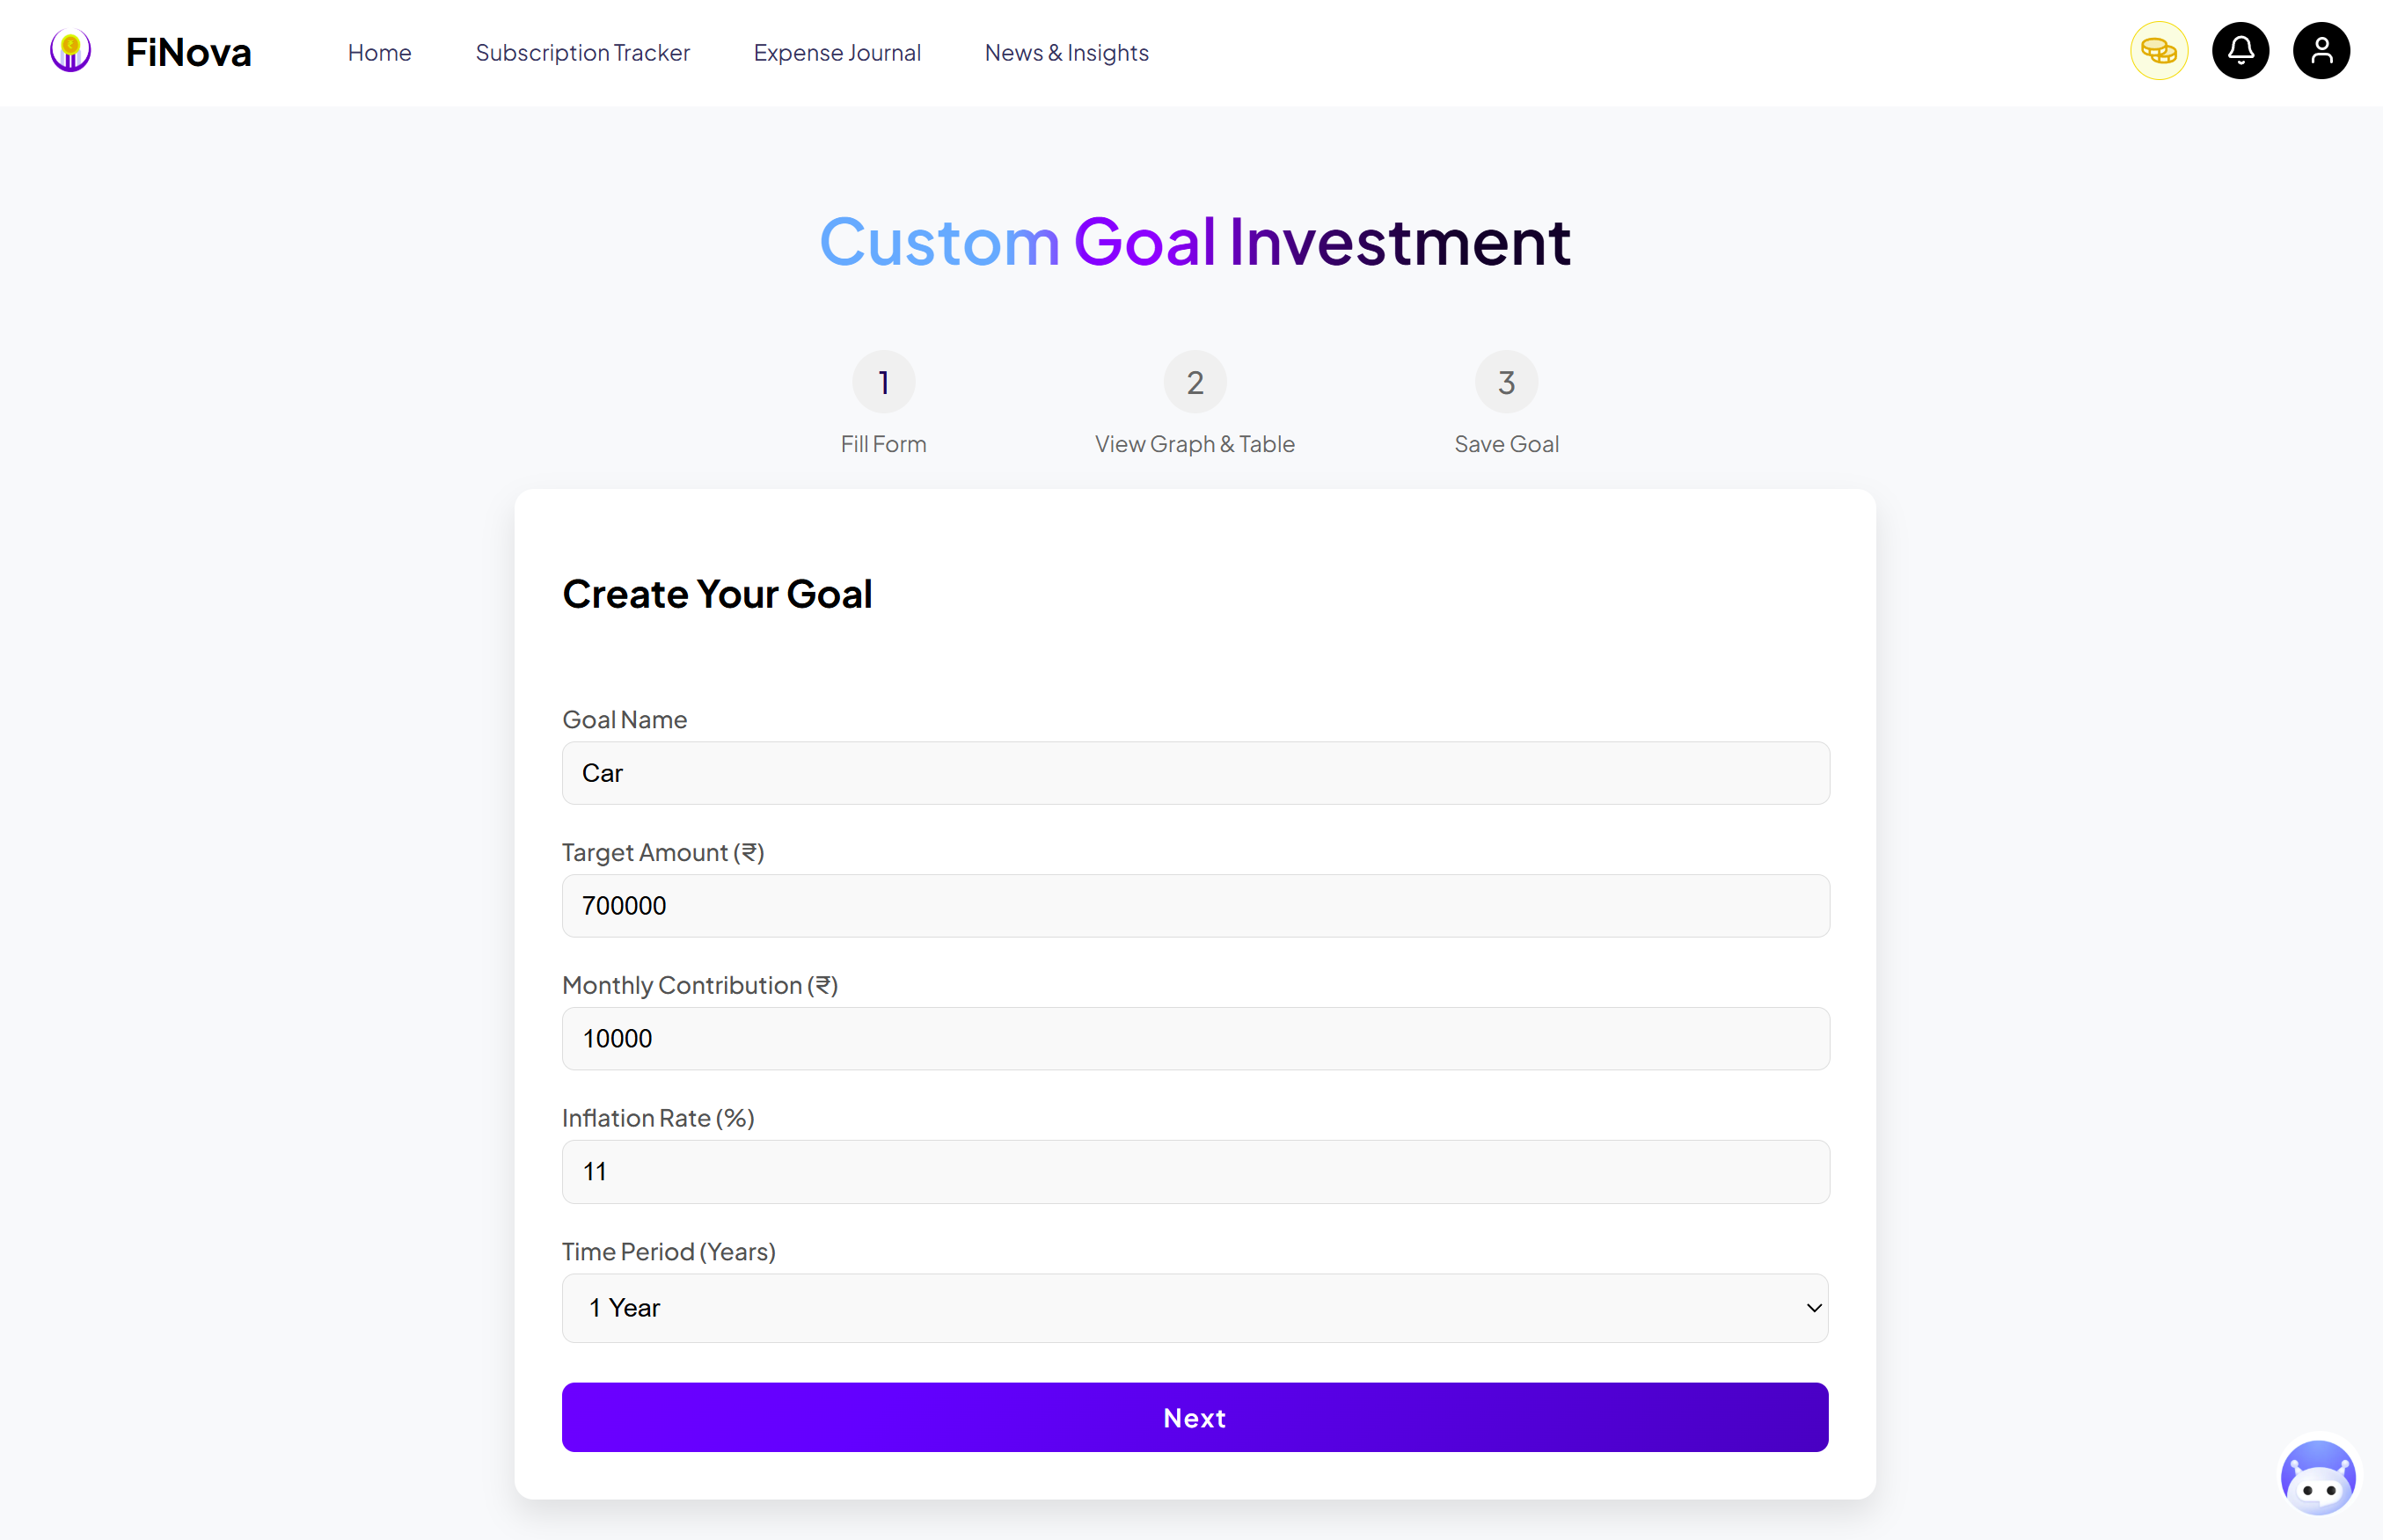 FiNova
Home
Subscription Tracker
Expense Journal
News & Insights
Custom Goal Investment
1
2
3
Fill Form
View Graph & Table
Save Goal
Create Your Goal
Goal Name
Car
Target Amount (₹)
700000
Monthly Contribution (₹)
10000
Inflation Rate (%)
11
Time Period (Years)
1 Year
Next